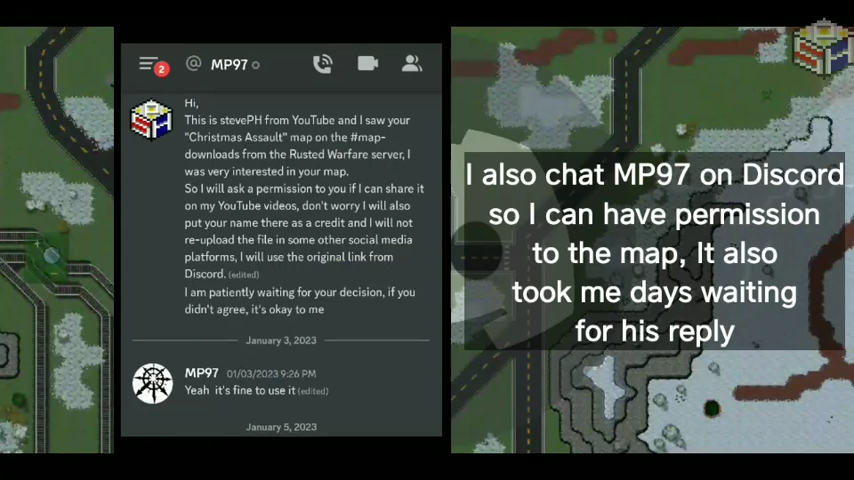 2
@ MP97
Hi,
This is stevePH from YouTube and I saw your
"Christmas Assault" map on the #map-
downloads from the Rusted Warfare server, I
was very interested in your map.
So I will ask a permission to you if I can share it
on my YouTube videos, don't worry I will also
put your name there as a credit and I will not
re-upload the file in some other social media
platforms, I will use the original link from
Discord. (edited)
I am patiently waiting for your decision, if you
didn't agree, it's okay to me
January 3, 2023
MP97 01/03/2023 9:26 PM
Yeah it's fine to use it (edited)
January 5, 2023
I also chat MP97 on Discord
so I can have permission
to the map, It also
took me days waiting
for his reply